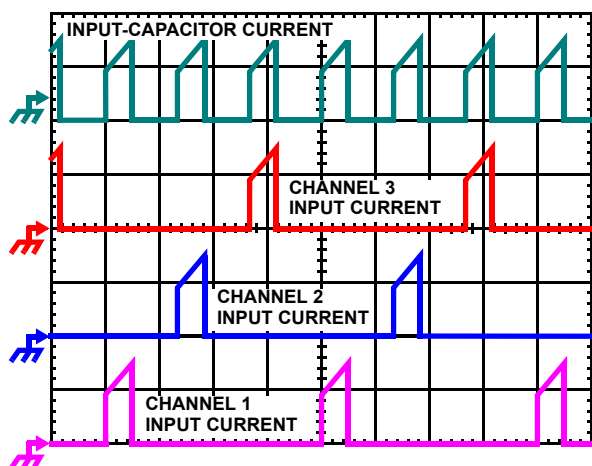 INPUT-CAPACITOR CURRENT
CHANNEL 3
INPUT CURRENT
CHANNEL 2
INPUT CURRENT
CHANNEL 1
INPUT CURRENT